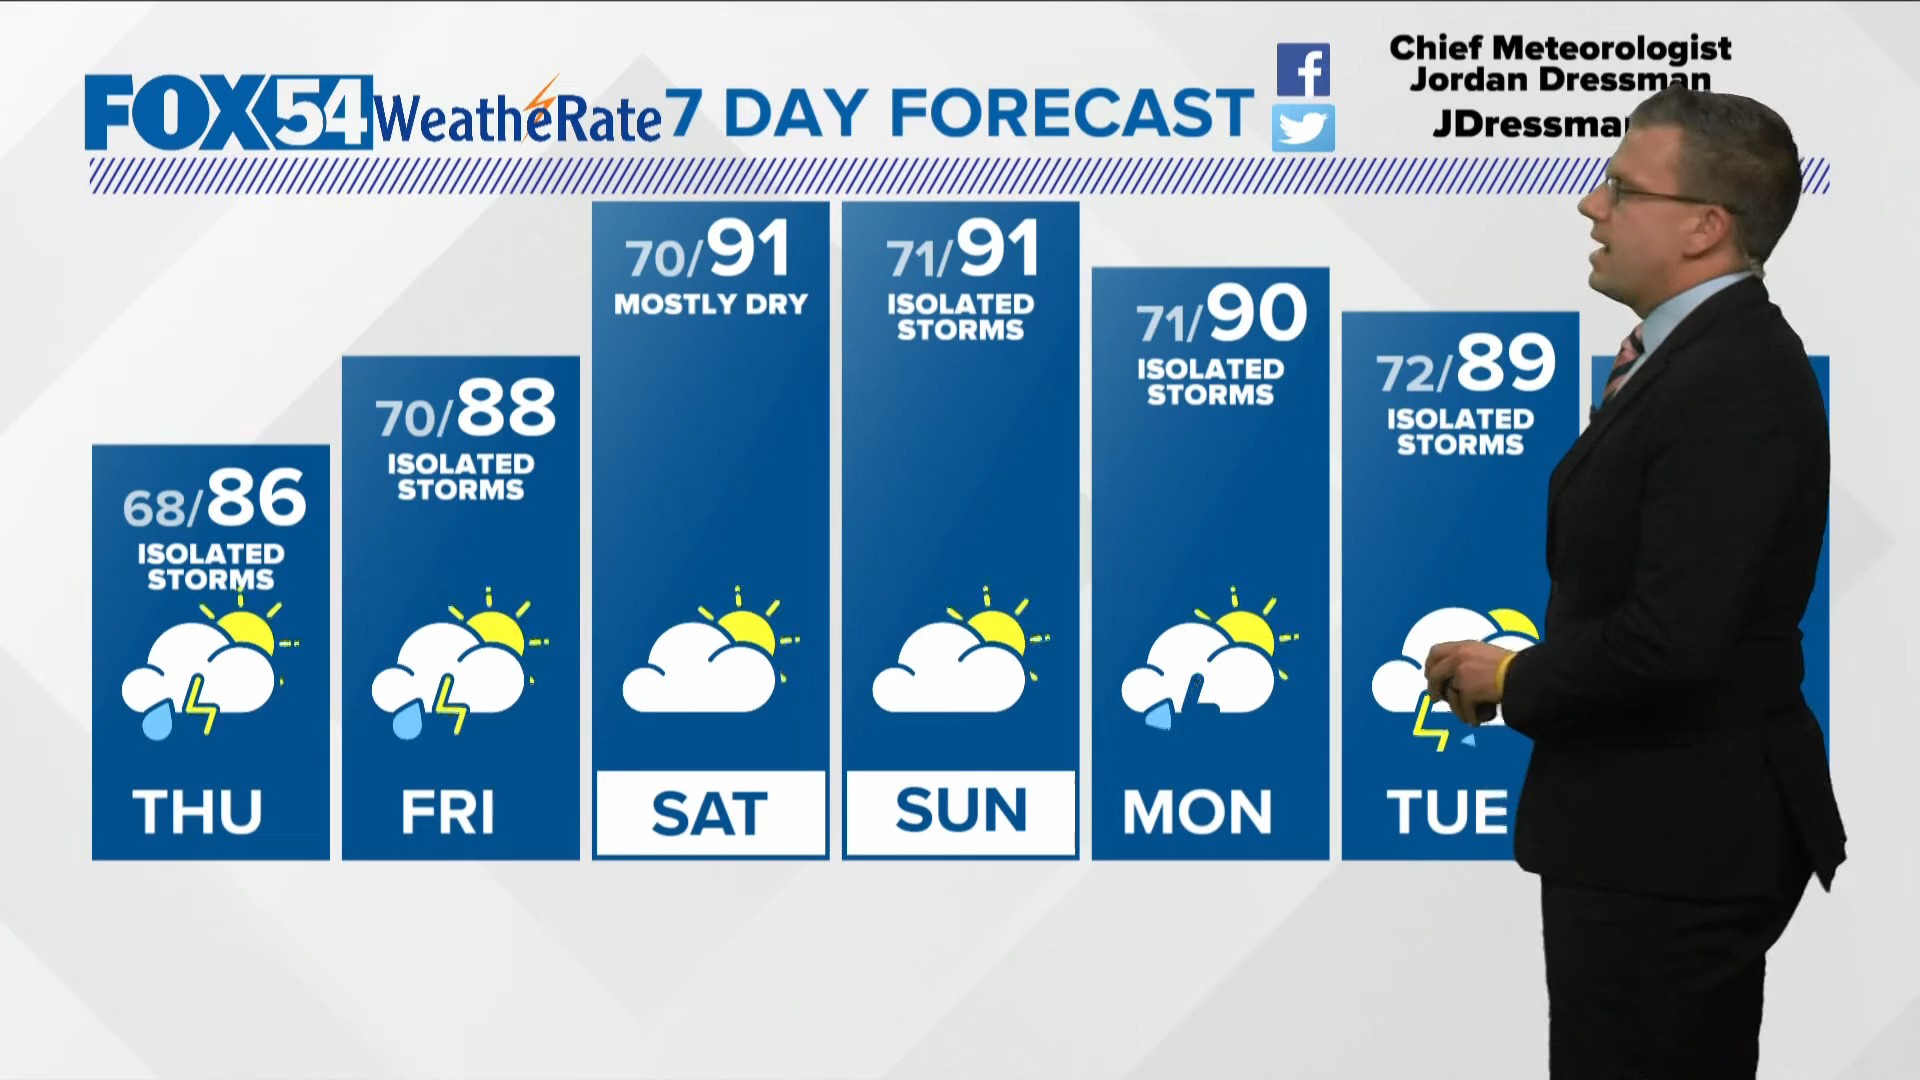 FOX54 WeatheRate 7 DAY FORECAST
Chief Meteorologist
Jordan Dressman
70/91
MOSTLY DRY
71/91
ISOLATED
STORMS
71/90
ISOLATED
STORMS
72/89
ISOLATED
STORMS
70/88
ISOLATED
STORMS
68/86
ISOLATED
STORMS
THU
FRI
SAT
SUN
MON
TUE